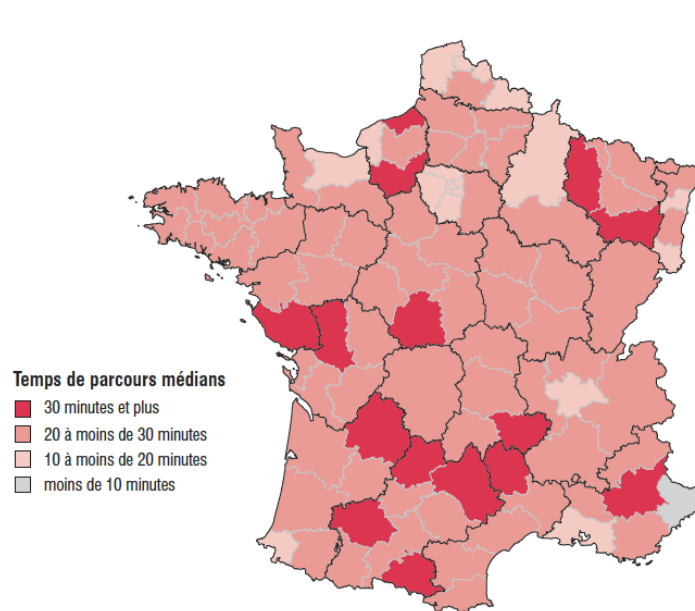 Temps de parcours médians
30 minutes et plus
20 à moins de 30 minutes
10 à moins de 20 minutes
moins de 10 minutes